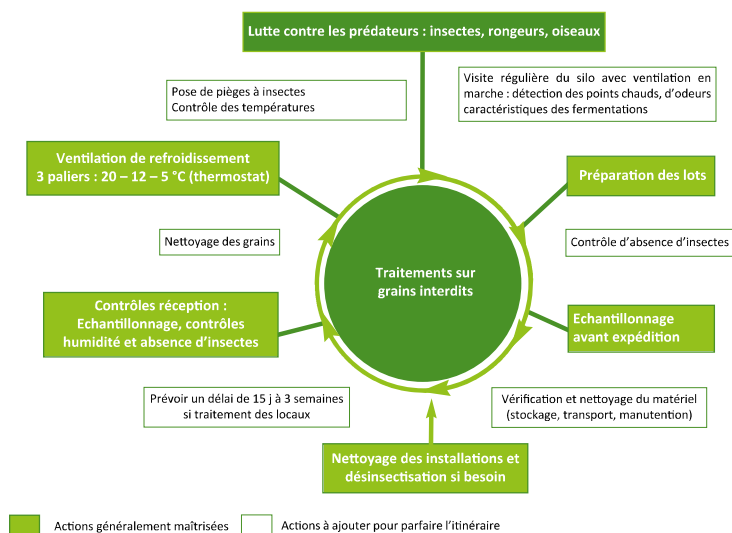 Lutte contre les prédateurs : insectes, rongeurs, oiseaux
Pose de pièges à insectes
Contrôle des températures
Visite régulière du silo avec ventilation en
marche : détection des points chauds, d’odeurs
caractéristiques des fermentations
Ventilation de refroidissement
3 paliers : 20 – 12 – 5 °C (thermostat)
Préparation des lots
Nettoyage des grains
Contrôle d’absence d’insectes
Traitements sur
grains interdits
Contrôles réception :
Echantillonnage, contrôles
humidité et absence d’insectes
Echantillonnage
avant expédition
Prévoir un délai de 15 j à 3 semaines
si traitement des locaux
Vérification et nettoyage du matériel
(stockage, transport, manutention)
Nettoyage des installations et
désinsectisation si besoin
Actions généralement maîtrisées
Actions à ajouter pour parfaire l’itinéraire